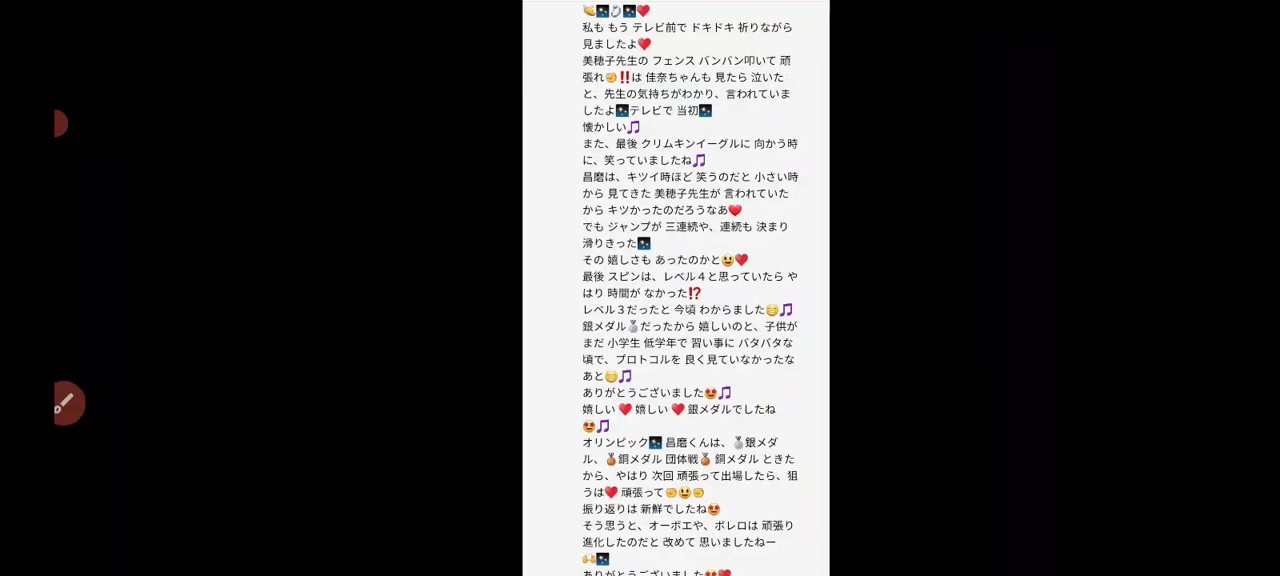 👏🌃💍🌃❤️
私も もう テレビ前で ドキドキ 祈りながら
見ましたよ❤️
美穂子先生の フェンス バンバン叩いて 頑
張れ✊‼️は 佳奈ちゃんも 見たら 泣いた
と、先生の気持ちがわかり、言われていま
したよ🌃テレビで 当初🌃
懐かしい🎵
また、最後 クリムキンイーグルに 向かう時
に、笑っていましたね🎵
昌磨は、キツイ時ほど 笑うのだと 小さい時
から 見てきた 美穂子先生が 言われていた
から キツかったのだろうなあ❤️
でも ジャンプが 三連続や、連続も 決まり
滑りきった🌃
その 嬉しさも あったのかと😃❤️
最後 スピンは、レベル４と思っていたら や
はり 時間が なかった⁉️
レベル３だったと 今頃 わかりました😁🎵
銀メダル🥈だったから 嬉しいのと、子供が
まだ 小学生 低学年で 習い事に バタバタな
頃で、プロトコルを 良く見ていなかったな
あと😁🎵
ありがとうございました😍🎵
嬉しい ❤️ 嬉しい ❤️ 銀メダルでしたね
😍🎵
オリンピック🌃 昌磨くんは、🥈銀メダ
ル、🥉銅メダル 団体戦🥉 銅メダル ときた
から、やはり 次回 頑張って出場したら、狙
うは❤️ 頑張って✊😃✊
振り返りは 新鮮でしたね😍
そう思うと、オーボエや、ボレロは 頑張り
進化したのだと 改めて 思いましたねー
🙌🌃
ありがとうございました😍❤️